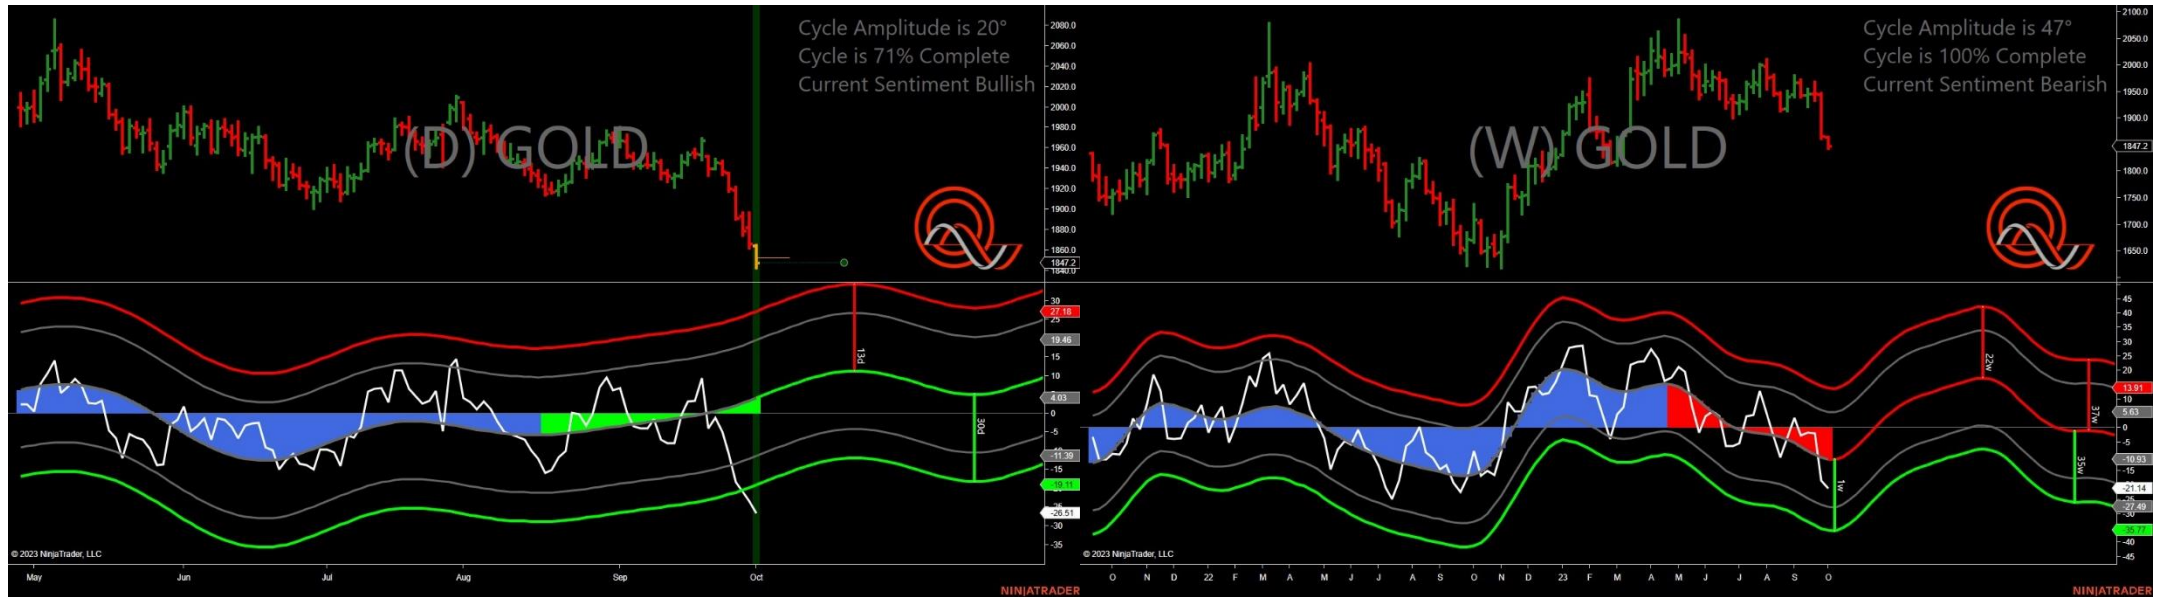 Cycle Amplitude is 20°
Cycle is 71% Complete
Current Sentiment Bullish
(D) GOLD
2080.0
2060.0
2040.0
2020.0
2000.0
1980.0
1960.0
1940.0
1920.0
1900.0
1880.0
1860.0
1847.2
1840.0
30
27.18
25
19.46
15
10
4.03
0
-5
-11.39
-15
-19.11
-26.51
-30
-35
13d
30d
© 2023 NinjaTrader, LLC
May Jun Jul Aug Sep Oct
NINJATRADER
Cycle Amplitude is 47°
Cycle is 100% Complete
Current Sentiment Bearish
(W) GOLD
2100.0
2050.0
2000.0
1950.0
1900.0
1847.2
1800.0
1750.0
1700.0
1650.0
45
40
35
30
25
20
13.91
10
5.63
0
-5
-10.93
-15
-21.14
-25
-27.49
-30
-35.77
-40
-45
22w
37w
35w
1w
© 2023 NinjaTrader, LLC
O N D 22 F M A M J J A S O N D 23 F M A M J J A S O
NINJATRADER